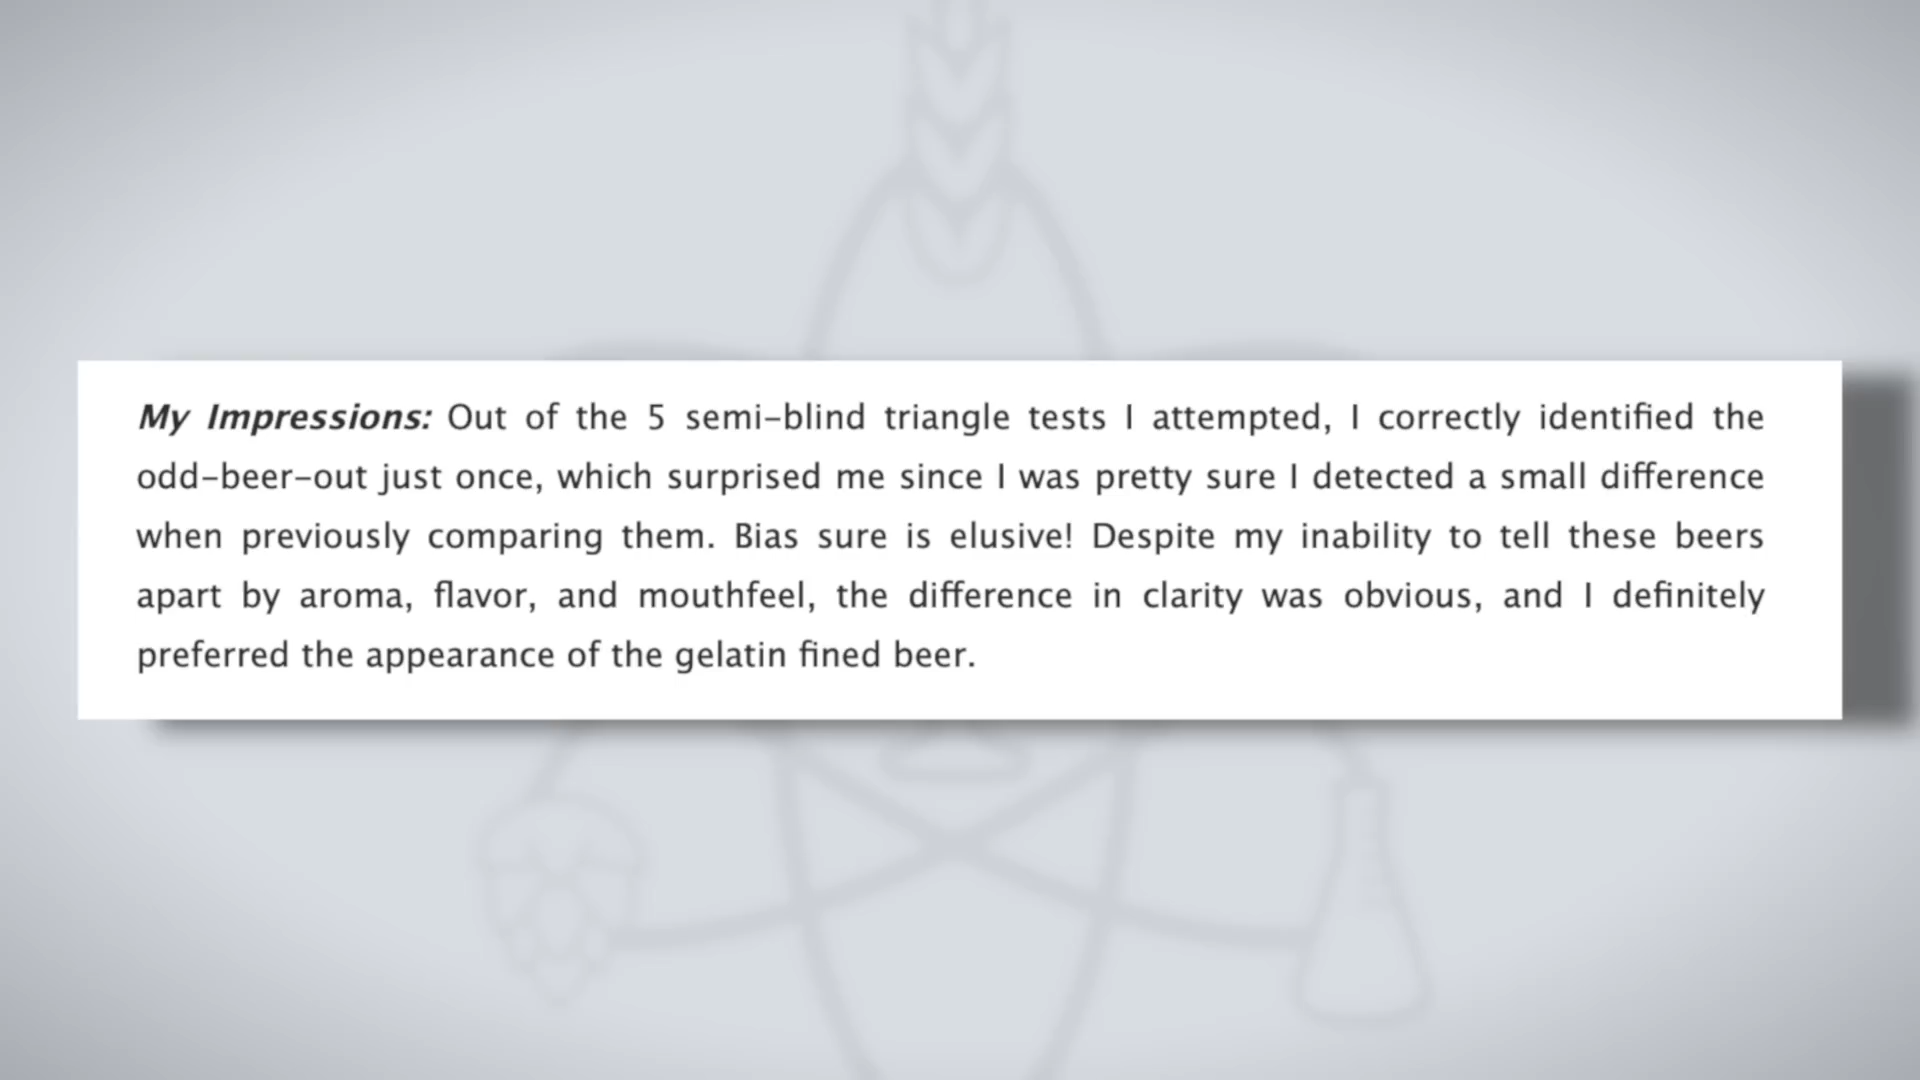 My Impressions: Out of the 5 semi-blind triangle tests I attempted, I correctly identified the
odd-beer-out just once, which surprised me since I was pretty sure I detected a small difference
when previously comparing them. Bias sure is elusive! Despite my inability to tell these beers
apart by aroma, flavor, and mouthfeel, the difference in clarity was obvious, and I definitely
preferred the appearance of the gelatin fined beer.